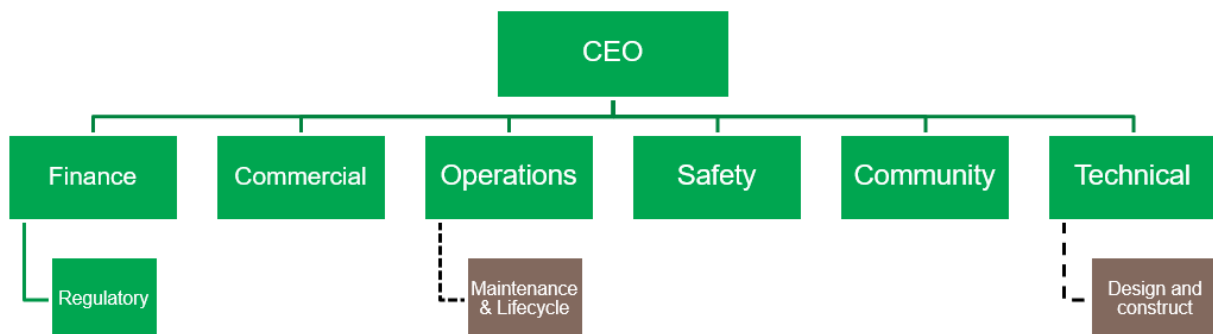 CEO
Finance
Commercial
Operations
Safety
Community
Technical
Regulatory
Maintenance
& Lifecycle
Design and
construct